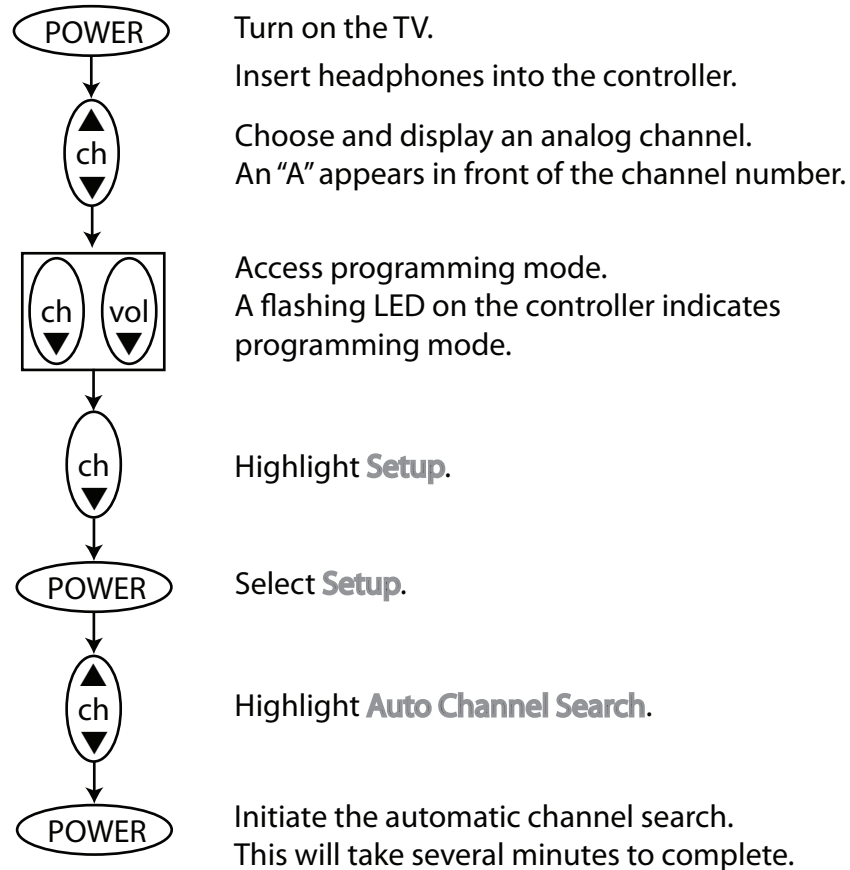 POWER
Turn on the TV.
Insert headphones into the controller.
ch
Choose and display an analog channel.
An “A” appears in front of the channel number.
ch vol
Access programming mode.
A flashing LED on the controller indicates
programming mode.
ch
Highlight Setup.
POWER
Select Setup.
ch
Highlight Auto Channel Search.
POWER
Initiate the automatic channel search.
This will take several minutes to complete.